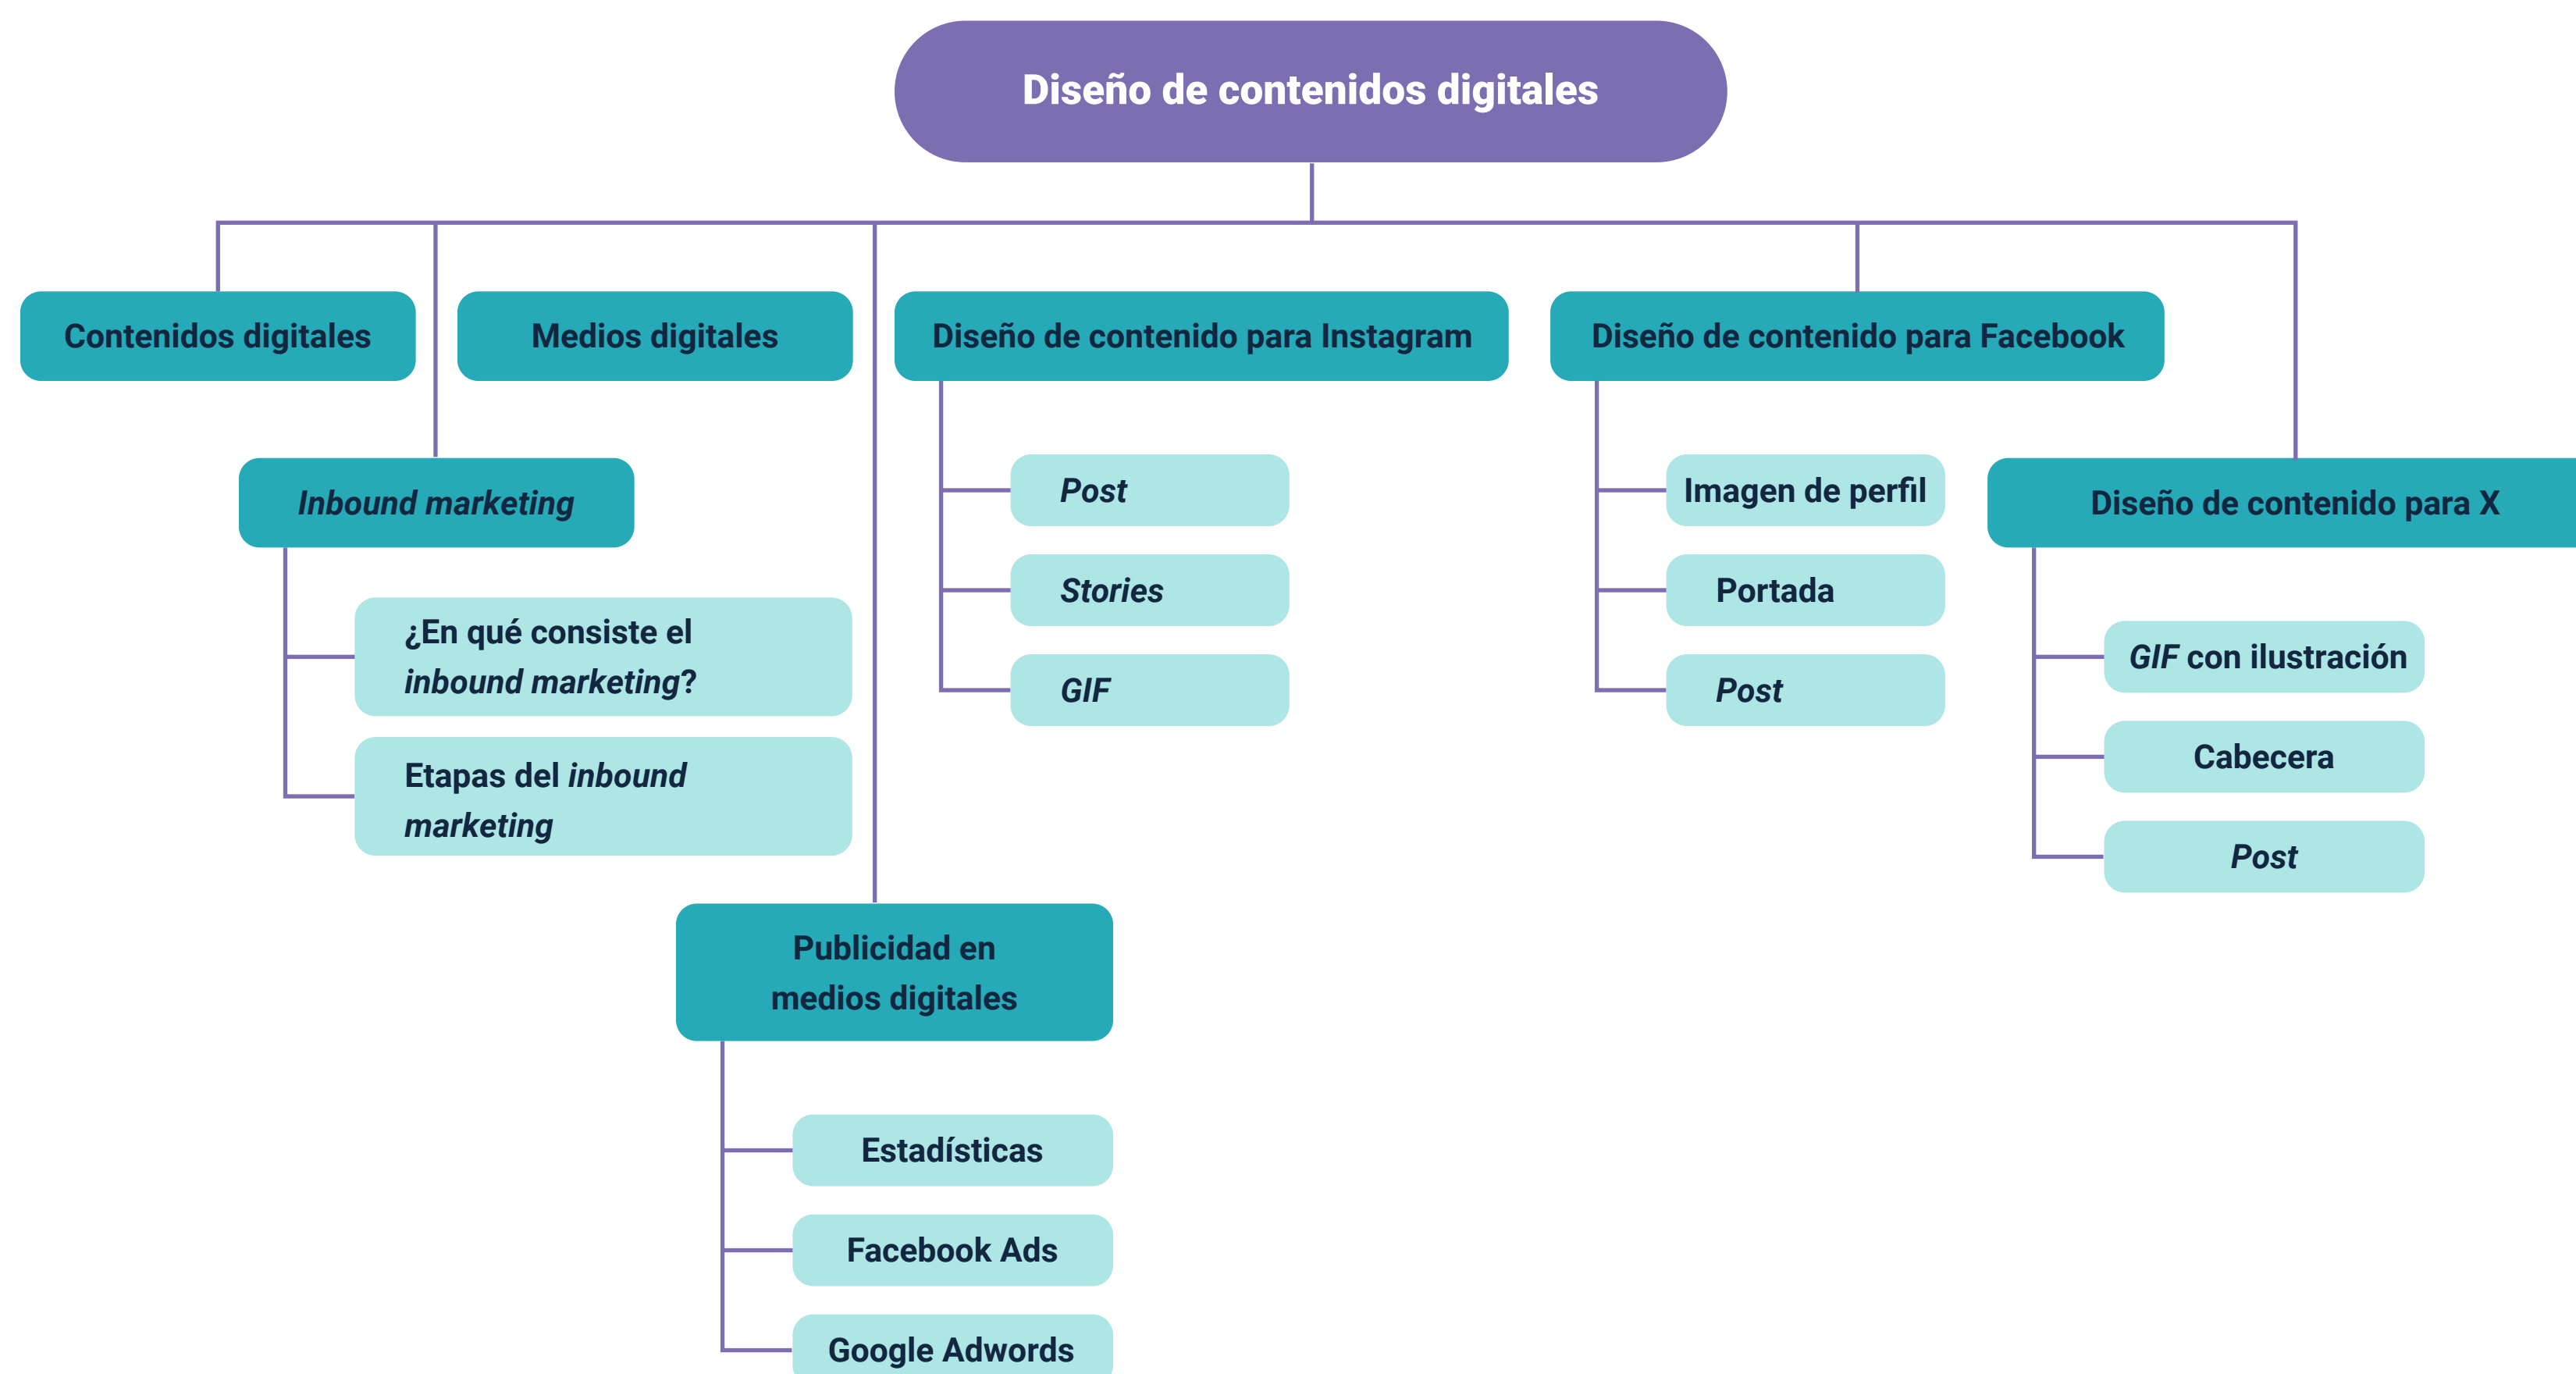 Diseño de contenidos digitales
Contenidos digitales
Medios digitales
Diseño de contenido para Instagram
Diseño de contenido para Facebook
Inbound marketing
¿En qué consiste el
inbound marketing?
Etapas del inbound
marketing
Post
Stories
GIF
Imagen de perfil
Portada
Post
Diseño de contenido para X
GIF con ilustración
Cabecera
Post
Publicidad en
medios digitales
Estadísticas
Facebook Ads
Google Adwords